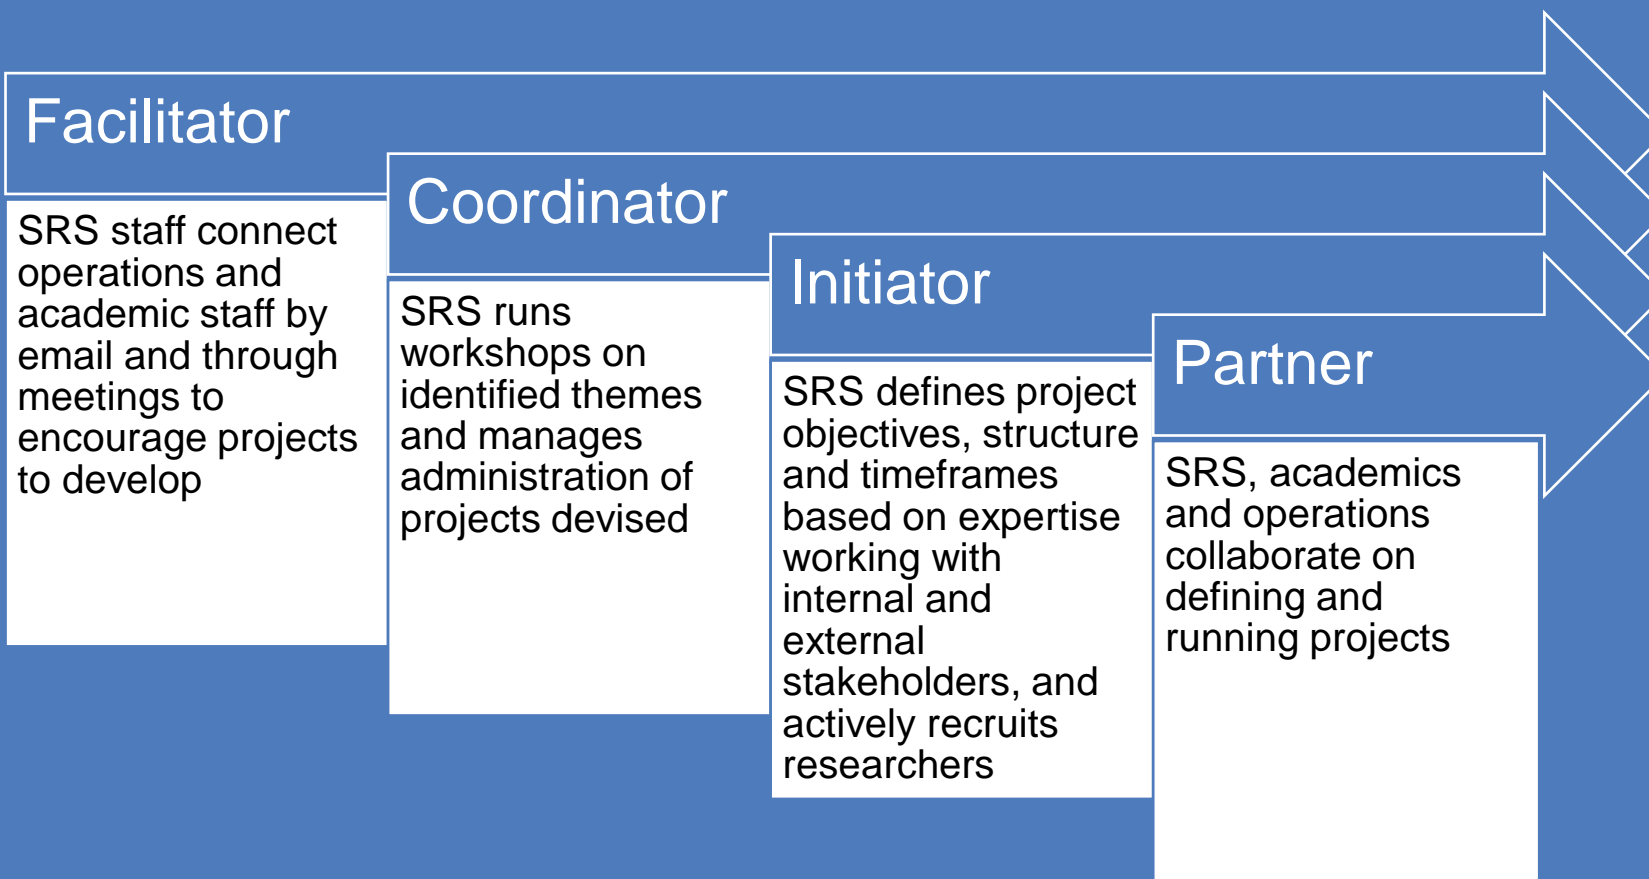 Facilitator
SRS staff connect
operations and
academic staff by
email and through
meetings to
encourage projects
to develop
Coordinator
SRS runs
workshops on
identified themes
and manages
administration of
projects devised
Initiator
SRS defines project
objectives, structure
and timeframes
based on expertise
working with
internal and
external
stakeholders, and
actively recruits
researchers
Partner
SRS, academics
and operations
collaborate on
defining and
running projects